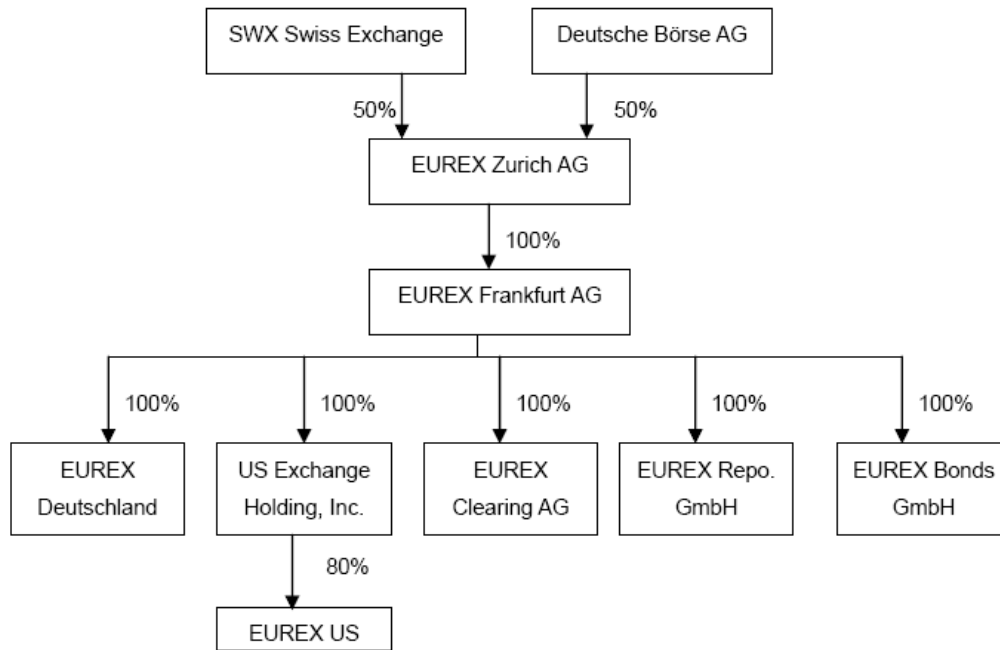 SWX Swiss Exchange
Deutsche Börse AG
50%
50%
EUREX Zurich AG
100%
EUREX Frankfurt AG
100%
100%
100%
100%
100%
EUREX
Deutschland
US Exchange
Holding, Inc.
EUREX
Clearing AG
EUREX Repo.
GmbH
EUREX Bonds
GmbH
80%
EUREX US